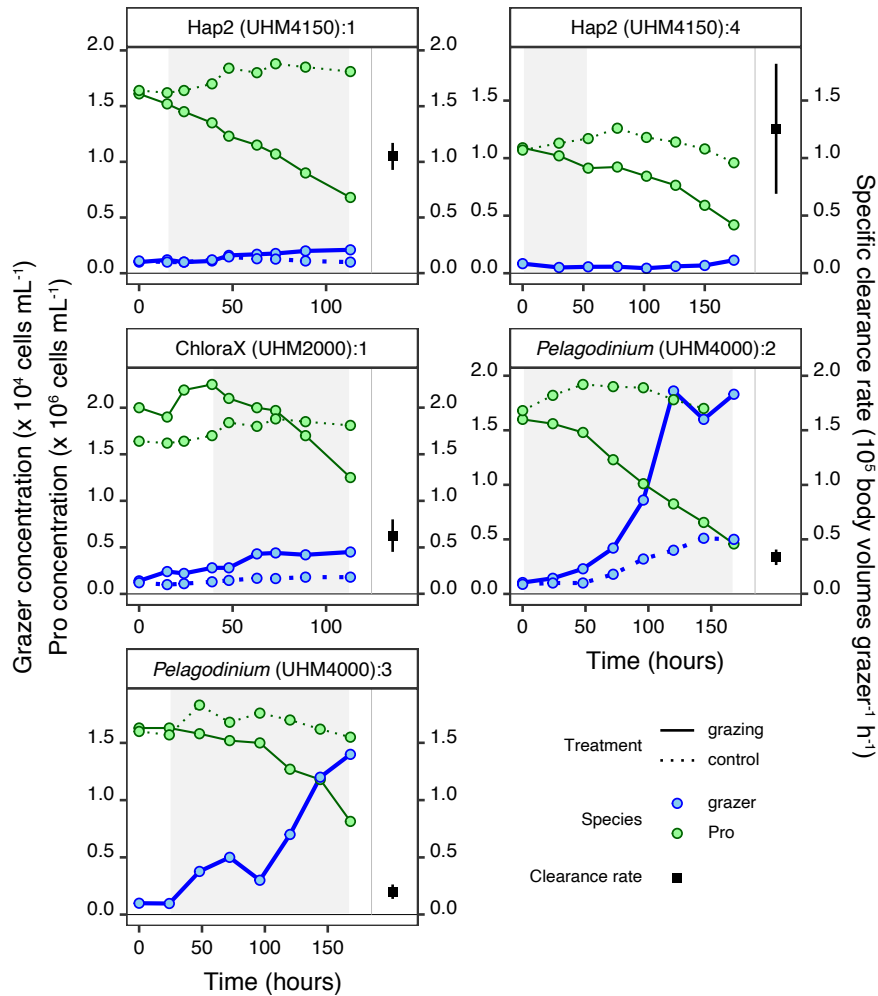 Hap2 (UHM4150):1
Hap2 (UHM4150):4
2.0 2.0
1.5 1.5
1.0 1.0
0.5 0.5
0.0 0.0
0 50 100
1.5 1.5
1.0 1.0
0.5 0.5
0.0 0.0
0 50 100 150
ChloraX (UHM2000):1
Pelagodinium (UHM4000):2
2.0 2.0
1.5 1.5
1.0 1.0
0.5 0.5
0.0 0.0
0 50 100
2.0 2.0
1.5 1.5
1.0 1.0
0.5 0.5
0.0 0.0
0 50 100 150
Time (hours)
Pelagodinium (UHM4000):3
1.5 1.5
1.0 1.0
0.5 0.5
0.0 0.0
0 50 100 150
Time (hours)
Grazer concentration (x 10⁴ cells mL⁻¹)
Pro concentration (x 10⁶ cells mL⁻¹)
Specific clearance rate (10⁵ body volumes grazer⁻¹ h⁻¹)
Treatment
grazing
control
Species
grazer
Pro
Clearance rate